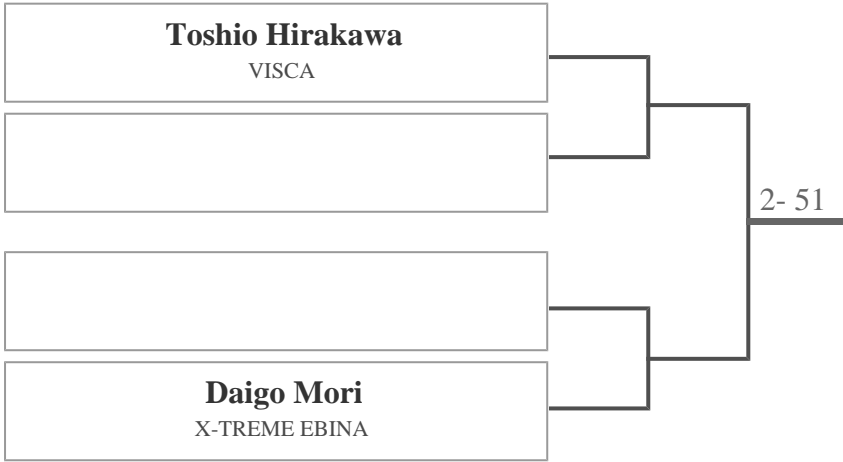 Toshio Hirakawa
VISCA
2- 51
Daigo Mori
X-TREME EBINA